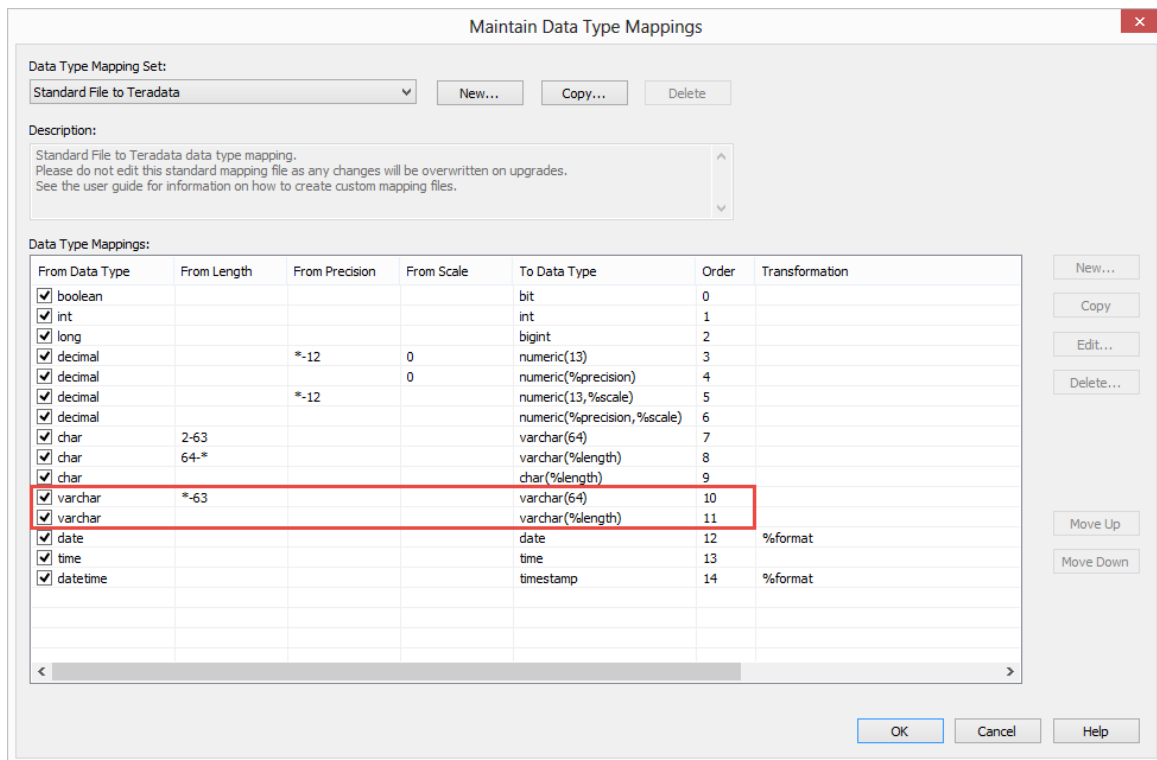 Maintain Data Type Mappings
Data Type Mapping Set:
Standard File to Teradata New... Copy... Delete
Description:
Standard File to Teradata data type mapping.
Please do not edit this standard mapping file as any changes will be overwritten on upgrades.
See the user guide for information on how to create custom mapping files.
Data Type Mappings:
From Data Type From Length From Precision From Scale To Data Type Order Transformation New...
boolean bit 0
int int 1 Copy
long bigint 2
decimal *-12 0 numeric(13) 3 Edit...
decimal 0 numeric(%precision) 4 Delete...
decimal *-12 numeric(13,%scale) 5
decimal numeric(%precision,%scale) 6
char 2-63 varchar(64) 7
char 64-* varchar(%length) 8
char char(%length) 9
varchar *-63 varchar(64) 10
varchar varchar(%length) 11 Move Up
date date 12 %format
time time 13 Move Down
datetime timestamp 14 %format
OK Cancel Help